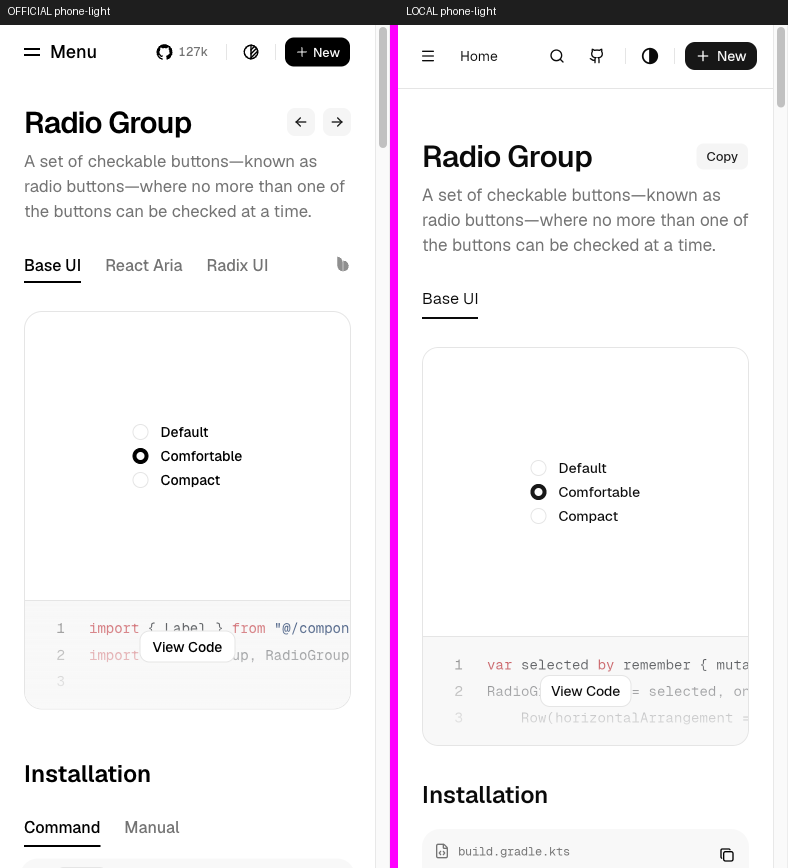 OFFICIAL phone-light
Menu
127k
New
Radio Group
A set of checkable buttons—known as
radio buttons—where no more than one of
the buttons can be checked at a time.
Base UI
React Aria
Radix UI
Default
Comfortable
Compact
1 import { Label } from "@/compon
2 import up, RadioGroup
View Code
3
Installation
Command
Manual
LOCAL phone-light
Home
New
Radio Group
Copy
A set of checkable buttons—known as
radio buttons—where no more than one of
the buttons can be checked at a time.
Base UI
Default
Comfortable
Compact
1 var selected by remember { muta
2 RadioG = selected, on
View Code
3 Row(horizontalArrangement =
Installation
build.gradle.kts